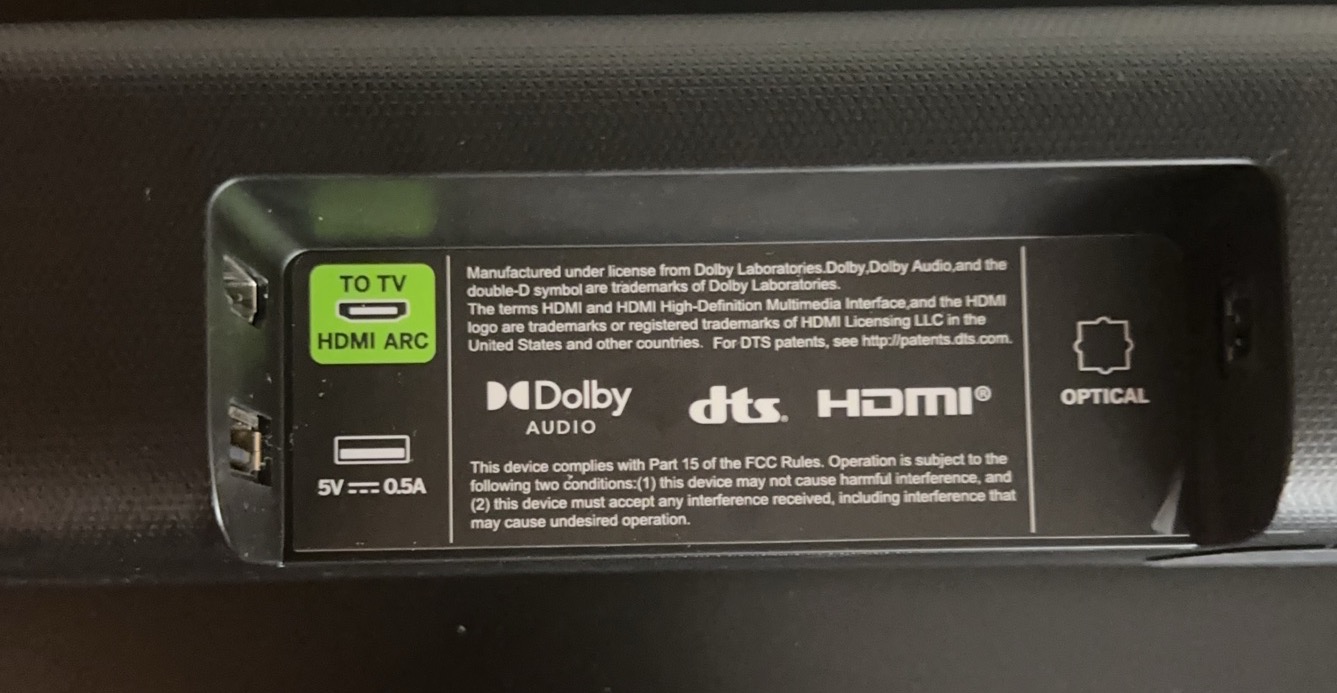 TO TV
HDMI ARC
5V 0.5A
Manufactured under license from Dolby Laboratories.Dolby,Dolby Audio,and the
double-D symbol are trademarks of Dolby Laboratories.
The terms HDMI and HDMI High-Definition Multimedia Interface,and the HDMI
logo are trademarks or registered trademarks of HDMI Licensing LLC in the
United States and other countries. For DTS patents, see http://patents.dts.com.
Dolby
AUDIO
dts.
HDMI®
This device complies with Part 15 of the FCC Rules. Operation is subject to the
following two conditions:(1) this device may not cause harmful interference, and
(2) this device must accept any interference received, including interference that
may cause undesired operation.
OPTICAL